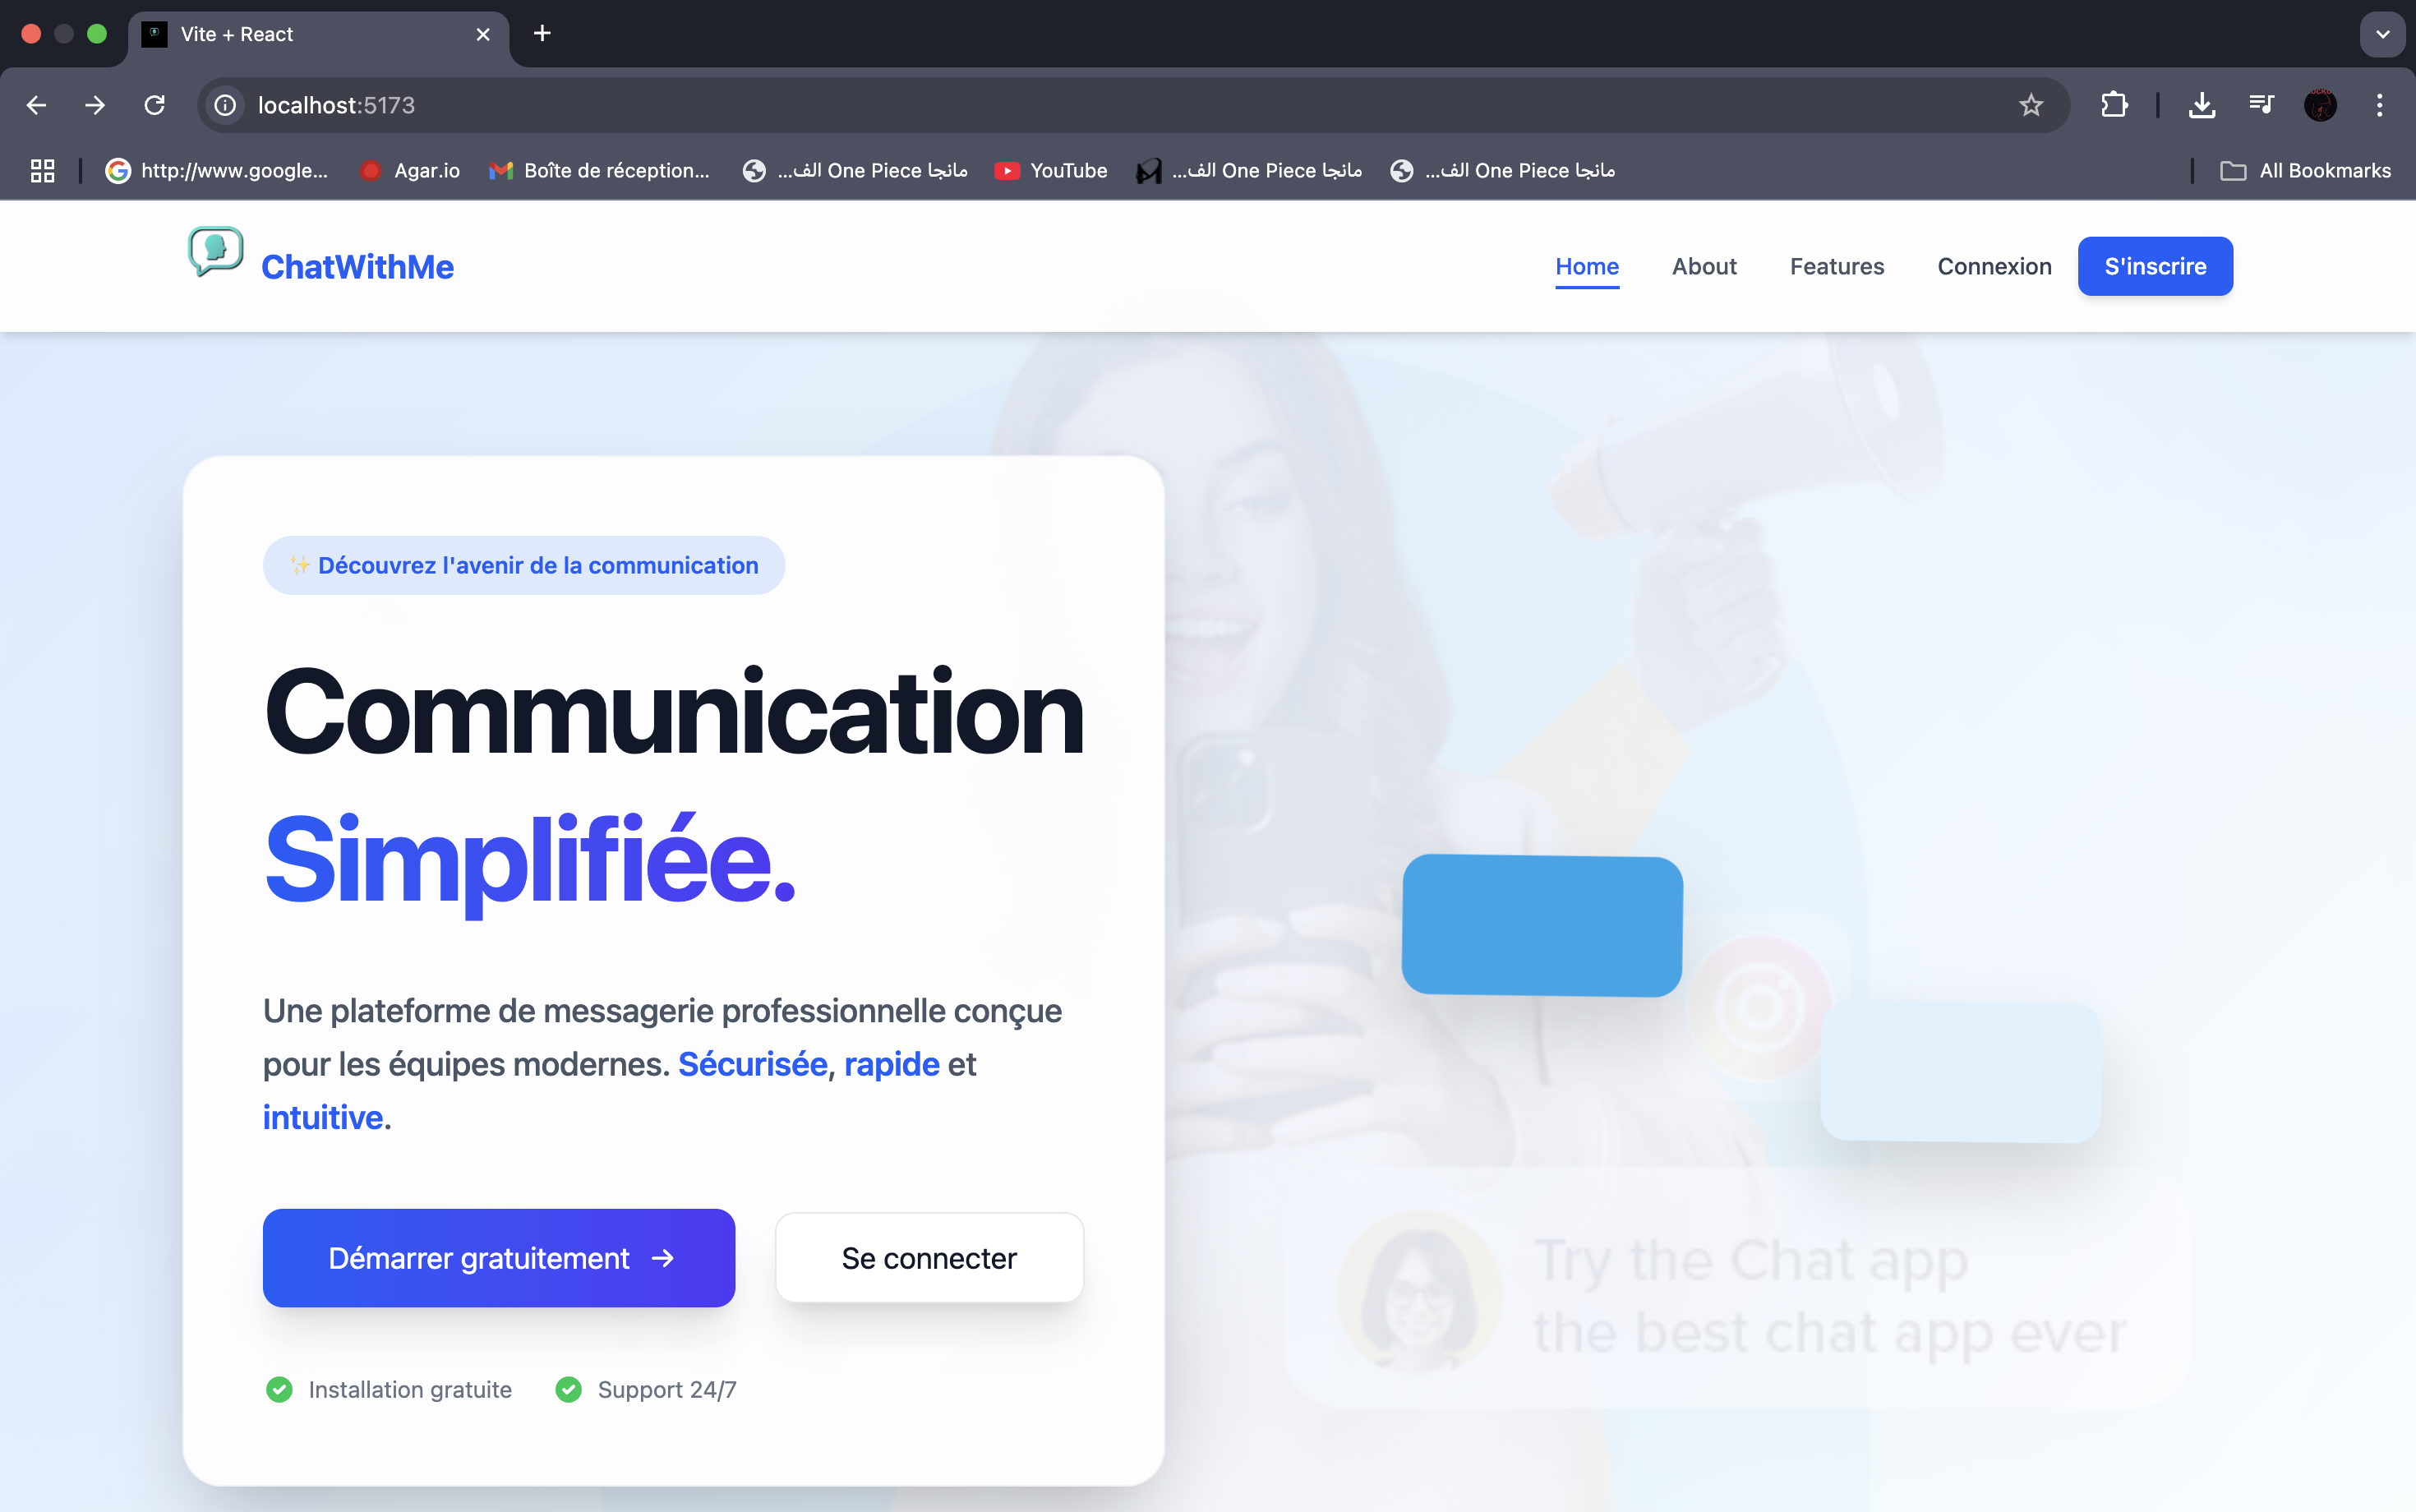 Vite + React
localhost:5173
http://www.google...
Agar.io
Boîte de réception...
مانجا One Piece الف...
YouTube
مانجا One Piece الف...
مانجا One Piece الف...
All Bookmarks
ChatWithMe
Home
About
Features
Connexion
S'inscrire
✨ Découvrez l'avenir de la communication
Communication
Simplifiée.
Une plateforme de messagerie professionnelle conçue
pour les équipes modernes. Sécurisée, rapide et
intuitive.
Démarrer gratuitement →
Se connecter
Installation gratuite
Support 24/7
Try the Chat app
the best chat app ever